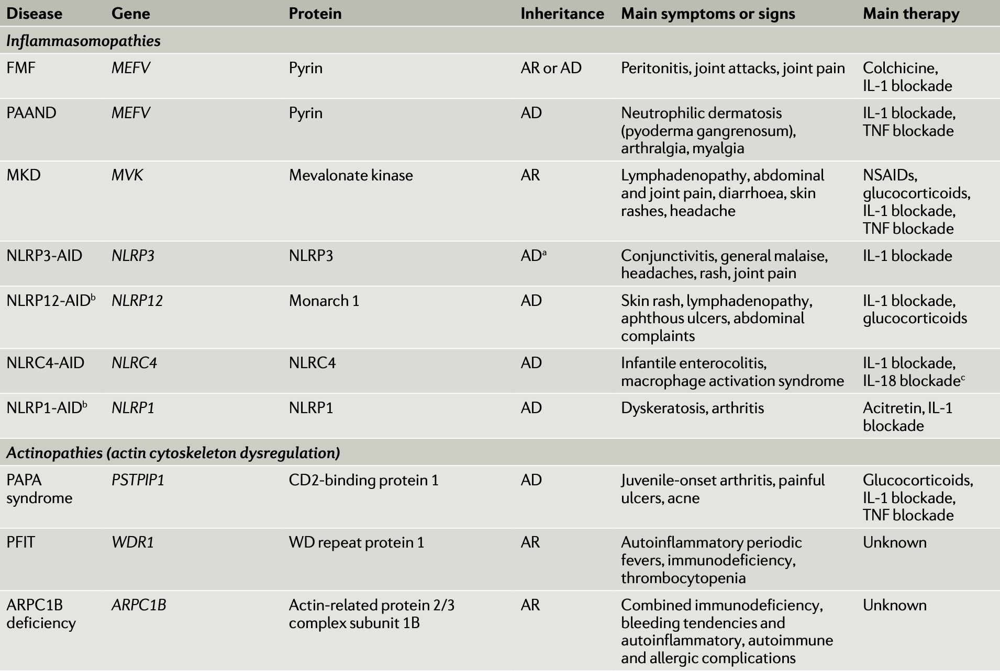 Disease Gene Protein Inheritance Main symptoms or signs Main therapy
Inflammasomopathies
FMF MEFV Pyrin AR or AD Peritonitis, joint attacks, joint pain Colchicine,
IL-1 blockade
PAAND MEFV Pyrin AD Neutrophilic dermatosis IL-1 blockade,
(pyoderma gangrenosum), TNF blockade
arthralgia, myalgia
MKD MVK Mevalonate kinase AR Lymphadenopathy, abdominal NSAIDs,
and joint pain, diarrhoea, skin glucocorticoids,
rashes, headache IL-1 blockade,
TNF blockade
NLRP3-AID NLRP3 NLRP3 ADᵃ Conjunctivitis, general malaise, IL-1 blockade
headaches, rash, joint pain
NLRP12-AIDᵇ NLRP12 Monarch 1 AD Skin rash, lymphadenopathy, IL-1 blockade,
aphthous ulcers, abdominal glucocorticoids
complaints
NLRC4-AID NLRC4 NLRC4 AD Infantile enterocolitis, IL-1 blockade,
macrophage activation syndrome IL-18 blockadeᶜ
NLRP1-AIDᵇ NLRP1 NLRP1 AD Dyskeratosis, arthritis Acitretin, IL-1
blockade
Actinopathies (actin cytoskeleton dysregulation)
PAPA PSTPIP1 CD2-binding protein 1 AD Juvenile-onset arthritis, painful Glucocorticoids,
syndrome ulcers, acne IL-1 blockade,
TNF blockade
PFIT WDR1 WD repeat protein 1 AR Autoinflammatory periodic Unknown
fevers, immunodeficiency,
thrombocytopenia
ARPC1B ARPC1B Actin-related protein 2/3 AR Combined immunodeficiency, Unknown
deficiency complex subunit 1B bleeding tendencies and
autoinflammatory, autoimmune
and allergic complications